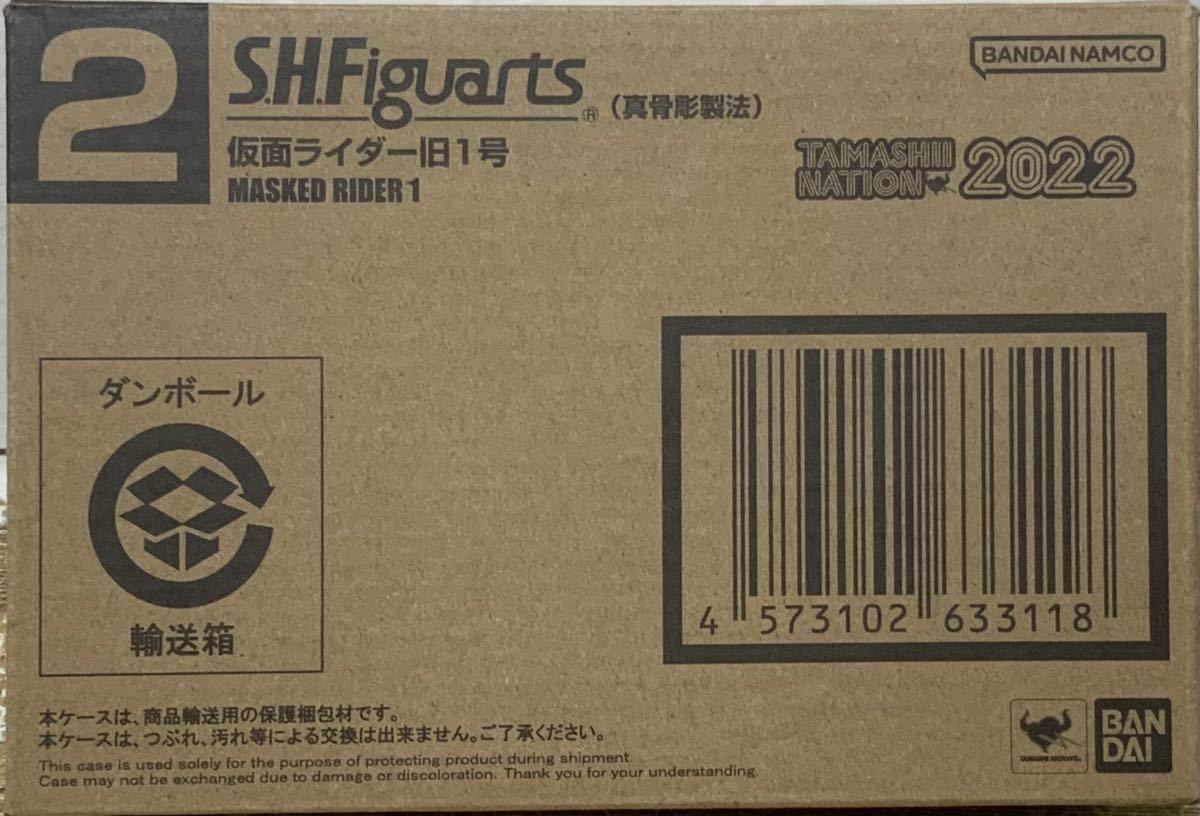 2
S.H.Figuarts® (真骨彫製法)
仮面ライダー旧1号
MASKED RIDER 1
BANDAI NAMCO
TAMASHII
NATION 2022
ダンボール
輸送箱
4 573102 633118
本ケースは、商品輸送用の保護梱包材です。
本ケースは、つぶれ、汚れ等による交換は出来ません。ご了承ください。
This case is used solely for the purpose of protecting product during shipment.
Case may not be exchanged due to damage or discoloration. Thank you for your understanding.
TAMASHII NATIONS
BAN
DAI